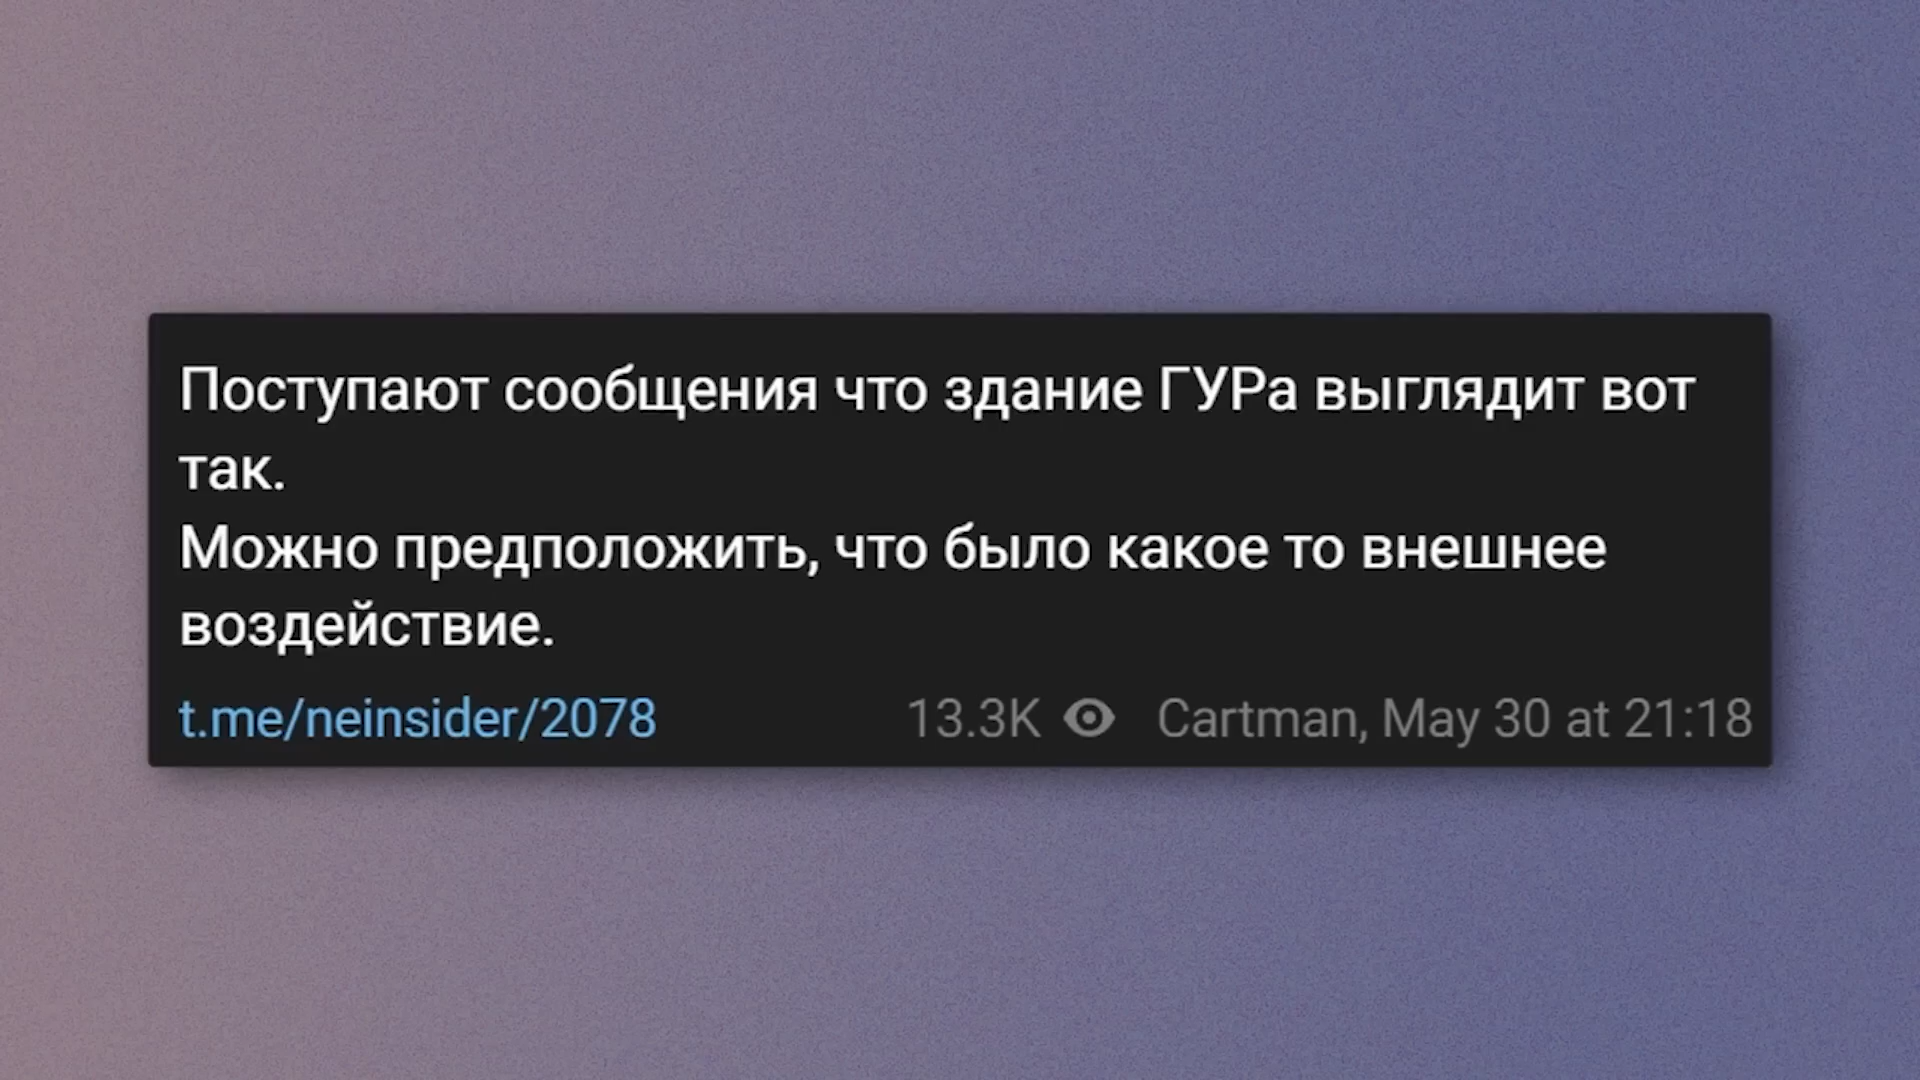 Поступают сообщения что здание ГУРа выглядит вот
так.
Можно предположить, что было какое то внешнее
воздействие.
t.me/neinsider/2078 13.3K Cartman, May 30 at 21:18